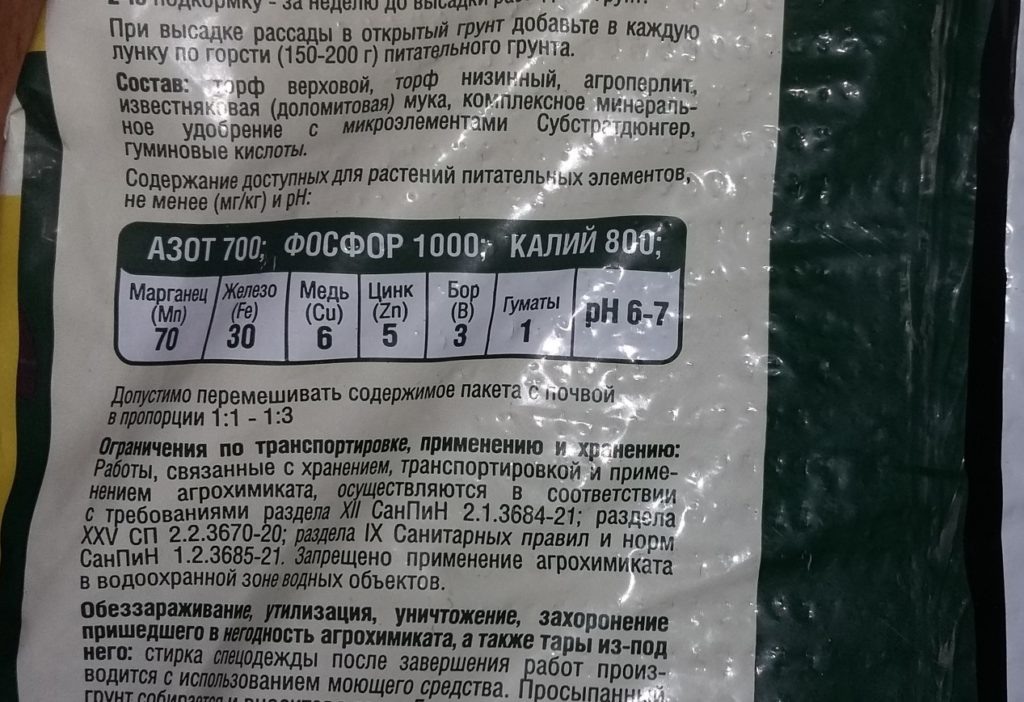 подкормку - за неделю до высадки
При высадке рассады в открытый грунт добавьте в каждую
лунку по горсти (150-200 г) питательного грунта.
Состав: торф верховой, торф низинный, агроперлит,
известняковая (доломитовая) мука, комплексное минераль-
ное удобрение с микроэлементами Субстратдюнгер,
гуминовые кислоты.
Содержание доступных для растений питательных элементов,
не менее (мг/кг) и pH:
АЗОТ 700; ФОСФОР 1000; КАЛИЙ 800;
Марганец (Mn) 70
Железо (Fe) 30
Медь (Cu) 6
Цинк (Zn) 5
Бор (B) 3
Гуматы 1
pH 6-7
Допустимо перемешивать содержимое пакета с почвой
в пропорции 1:1 - 1:3
Ограничения по транспортировке, применению и хранению:
Работы, связанные с хранением, транспортировкой и приме-
нением агрохимиката, осуществляются в соответствии
с требованиями раздела XII СанПиН 2.1.3684-21; раздела
XXV СП 2.2.3670-20; раздела IX Санитарных правил и норм
СанПиН 1.2.3685-21. Запрещено применение агрохимиката
в водоохранной зоне водных объектов.
Обеззараживание, утилизация, уничтожение, захоронение
пришедшего в негодность агрохимиката, а также тары из-под
него: стирка спецодежды после завершения работ произ-
водится с использованием моющего средства. Просыпанный
грунт собирается и